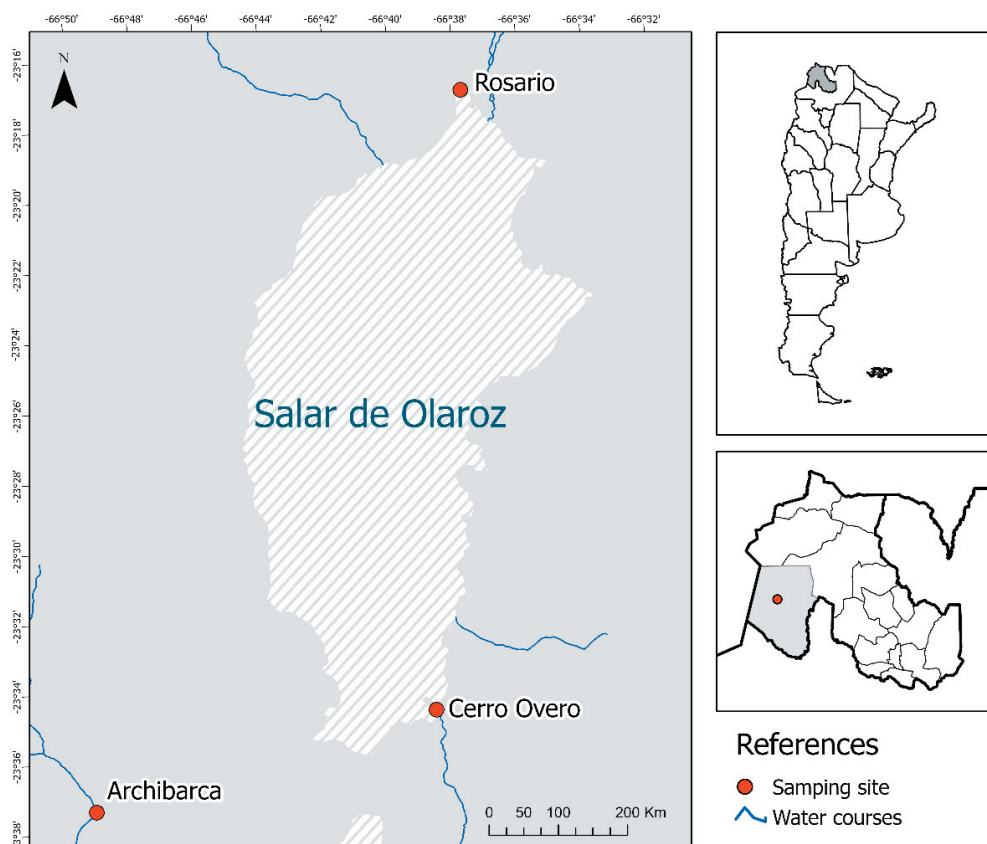 -66°50' -66°48' -66°46' -66°44' -66°42' -66°40' -66°38' -66°36' -66°34' -66°32'
-23°16'
-23°18'
-23°20'
-23°22'
-23°24'
-23°26'
-23°28'
-23°30'
-23°32'
-23°34'
-23°36'
-23°38'
N
Rosario
Salar de Olaroz
Cerro Overo
Archibarca
0 50 100 200 Km
References
Samping site
Water courses